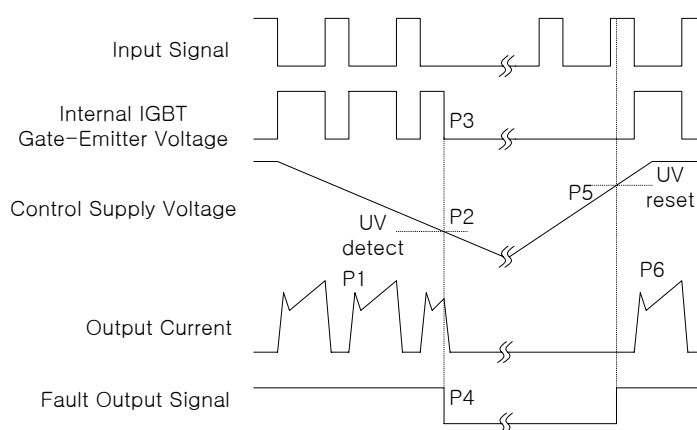 Input Signal
Internal IGBT
Gate-Emitter Voltage
P3
Control Supply Voltage
UV
detect
P2
P5
UV
reset
P1
P6
Output Current
Fault Output Signal
P4